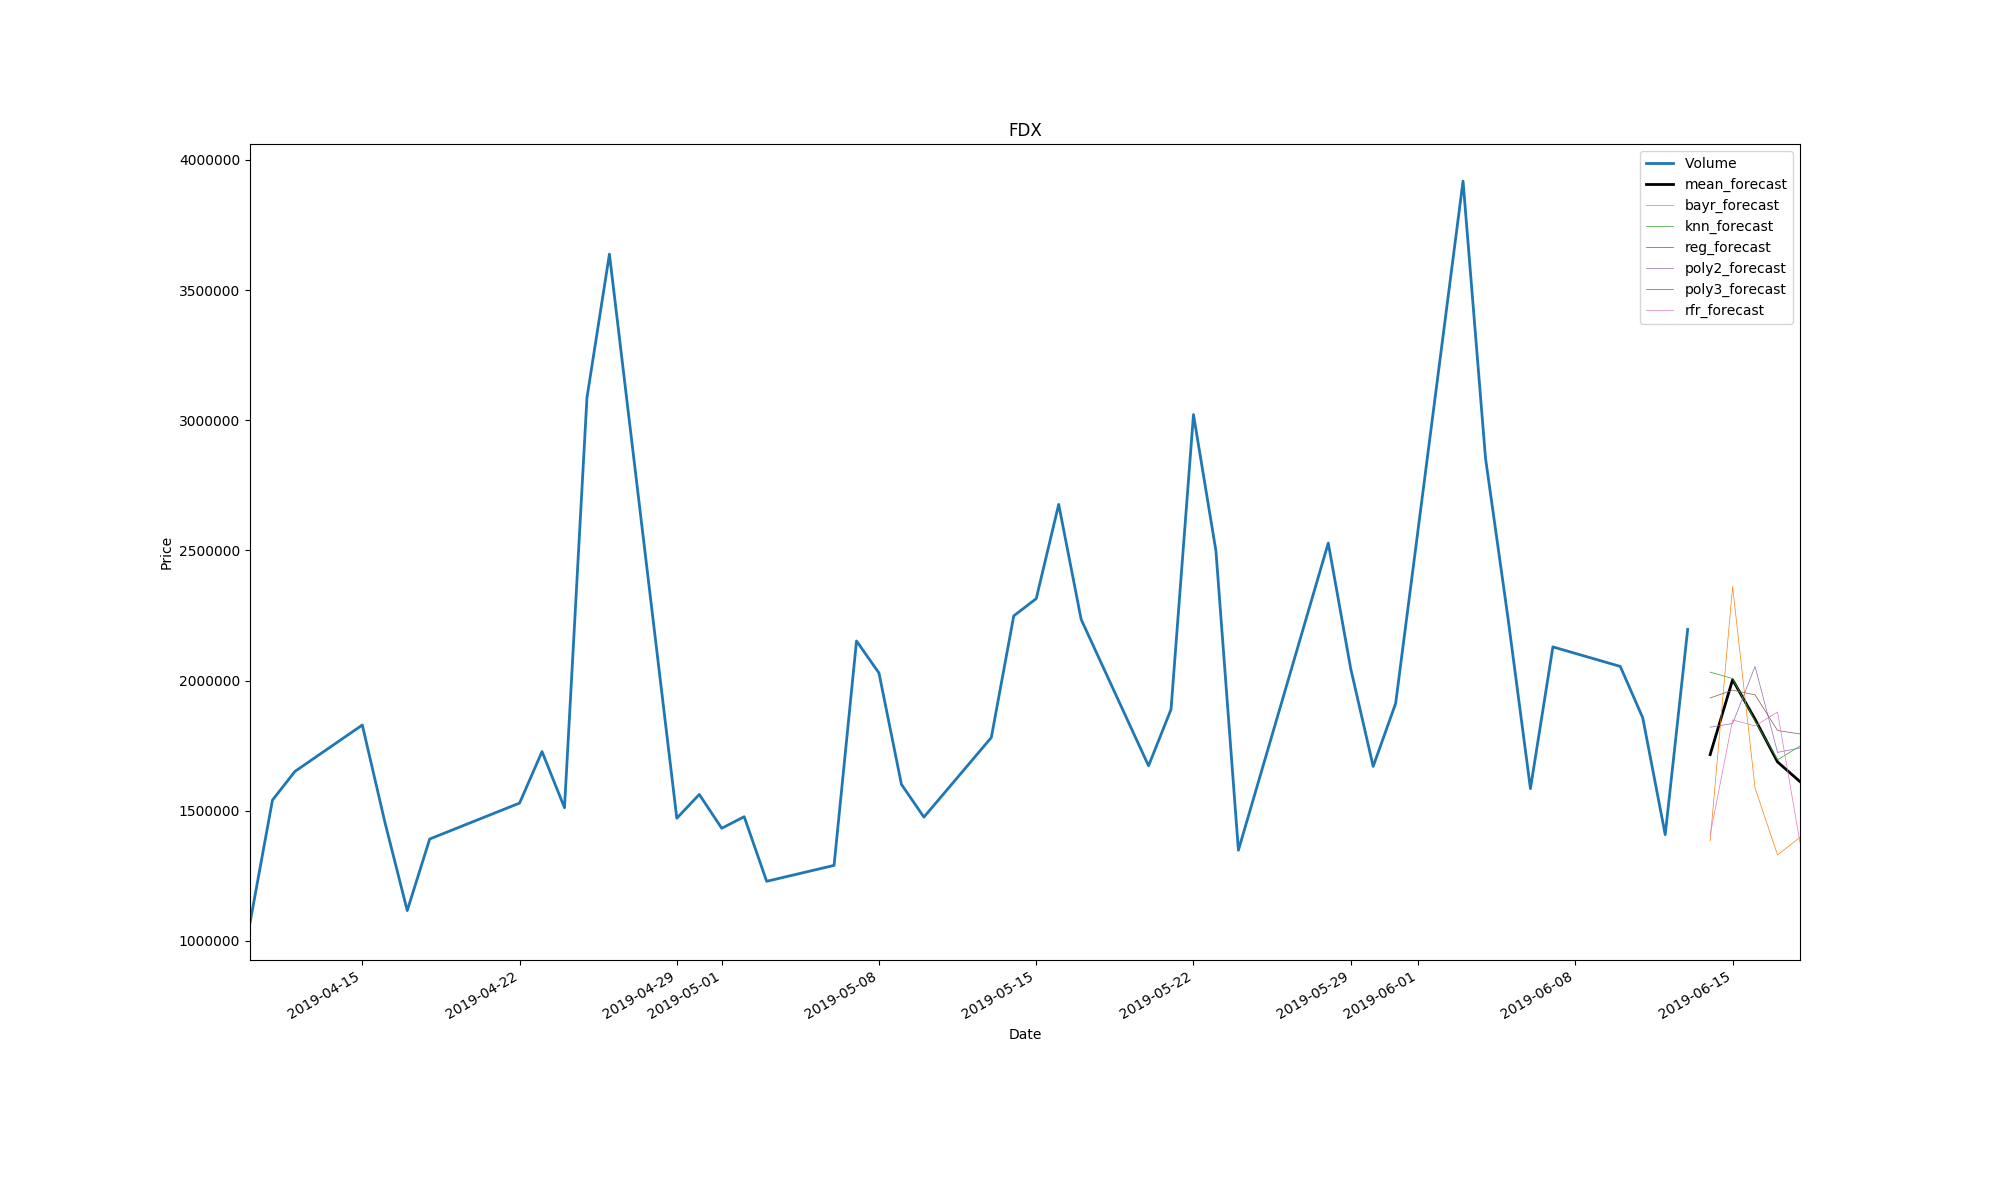 FDX
4000000
3500000
3000000
2500000
2000000
1500000
1000000
Price
Volume
mean_forecast
bayr_forecast
knn_forecast
reg_forecast
poly2_forecast
poly3_forecast
rfr_forecast
2019-04-15
2019-04-22
2019-04-29
2019-05-01
2019-05-08
2019-05-15
2019-05-22
2019-05-29
2019-06-01
2019-06-08
2019-06-15
Date